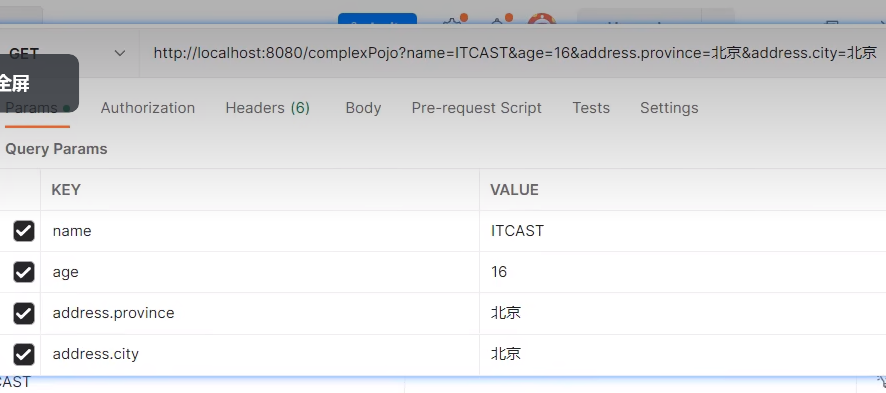 GET
http://localhost:8080/complexPojo?name=ITCAST&age=16&address.province=北京&address.city=北京
全屏
Params
Authorization
Headers (6)
Body
Pre-request Script
Tests
Settings
Query Params
KEY
VALUE
name
ITCAST
age
16
address.province
北京
address.city
北京
CAST